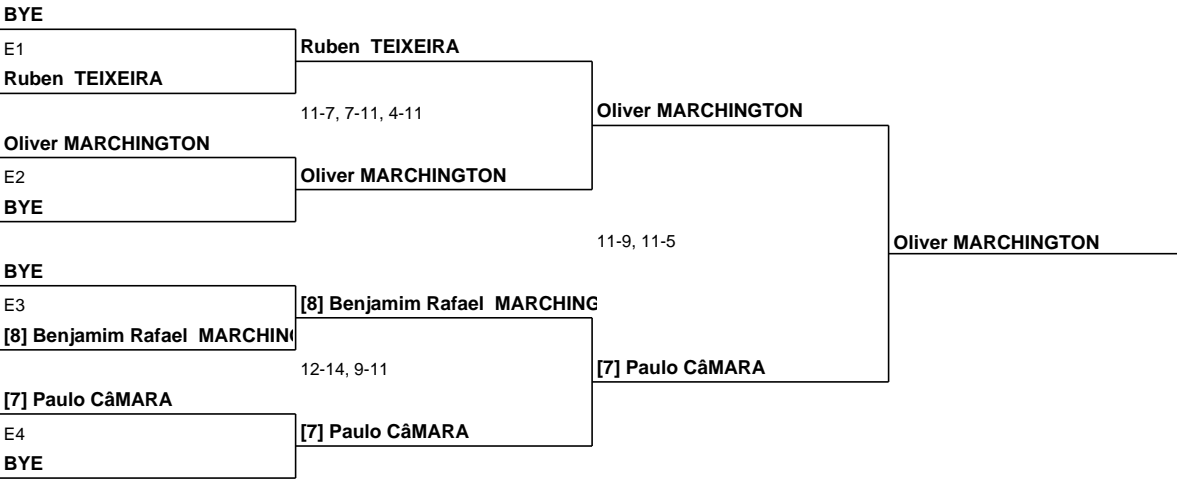 BYE
E1
Ruben TEIXEIRA
Ruben TEIXEIRA
11-7, 7-11, 4-11
Oliver MARCHINGTON
Oliver MARCHINGTON
E2
Oliver MARCHINGTON
BYE
11-9, 11-5
Oliver MARCHINGTON
BYE
E3
[8] Benjamim Rafael MARCHING
[8] Benjamim Rafael MARCHIN
12-14, 9-11
[7] Paulo CâMARA
[7] Paulo CâMARA
E4
[7] Paulo CâMARA
BYE